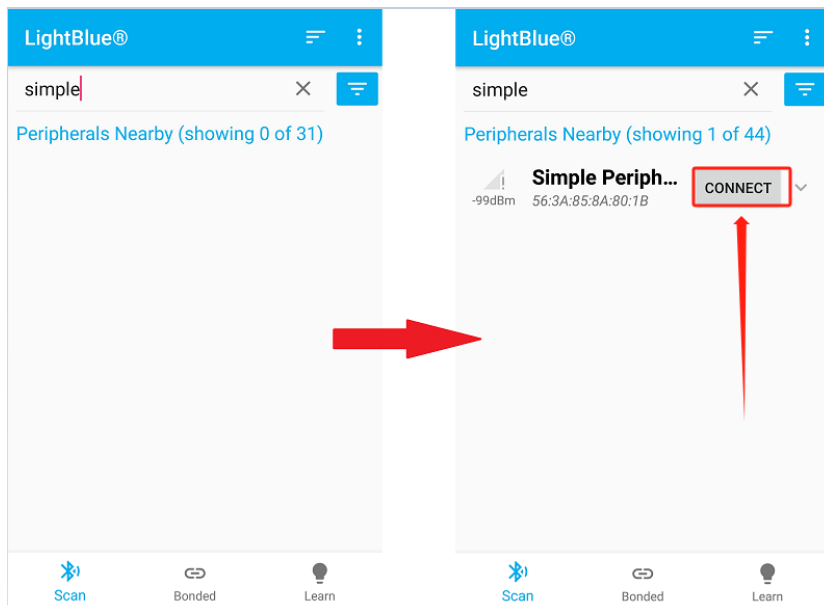 LightBlue®
simple
Peripherals Nearby (showing 0 of 31)
Scan
Bonded
Learn
LightBlue®
simple
Peripherals Nearby (showing 1 of 44)
Simple Periph...
CONNECT
-99dBm
56:3A:85:8A:80:1B
Scan
Bonded
Learn